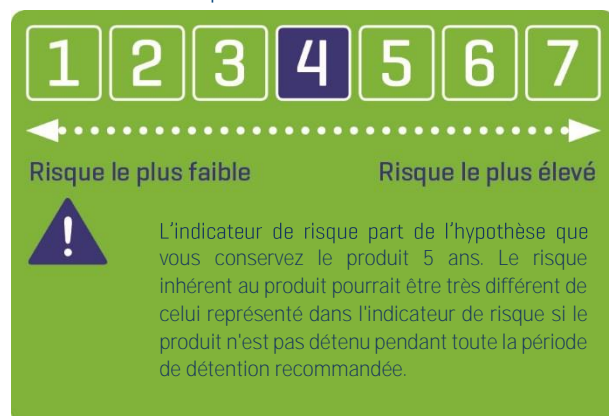 1 2 3 4 5 6 7
Risque le plus faible Risque le plus élevé
!
L'indicateur de risque part de l'hypothèse que
vous conservez le produit 5 ans. Le risque
inhérent au produit pourrait être très différent de
celui représenté dans l'indicateur de risque si le
produit n'est pas détenu pendant toute la période
de détention recommandée.